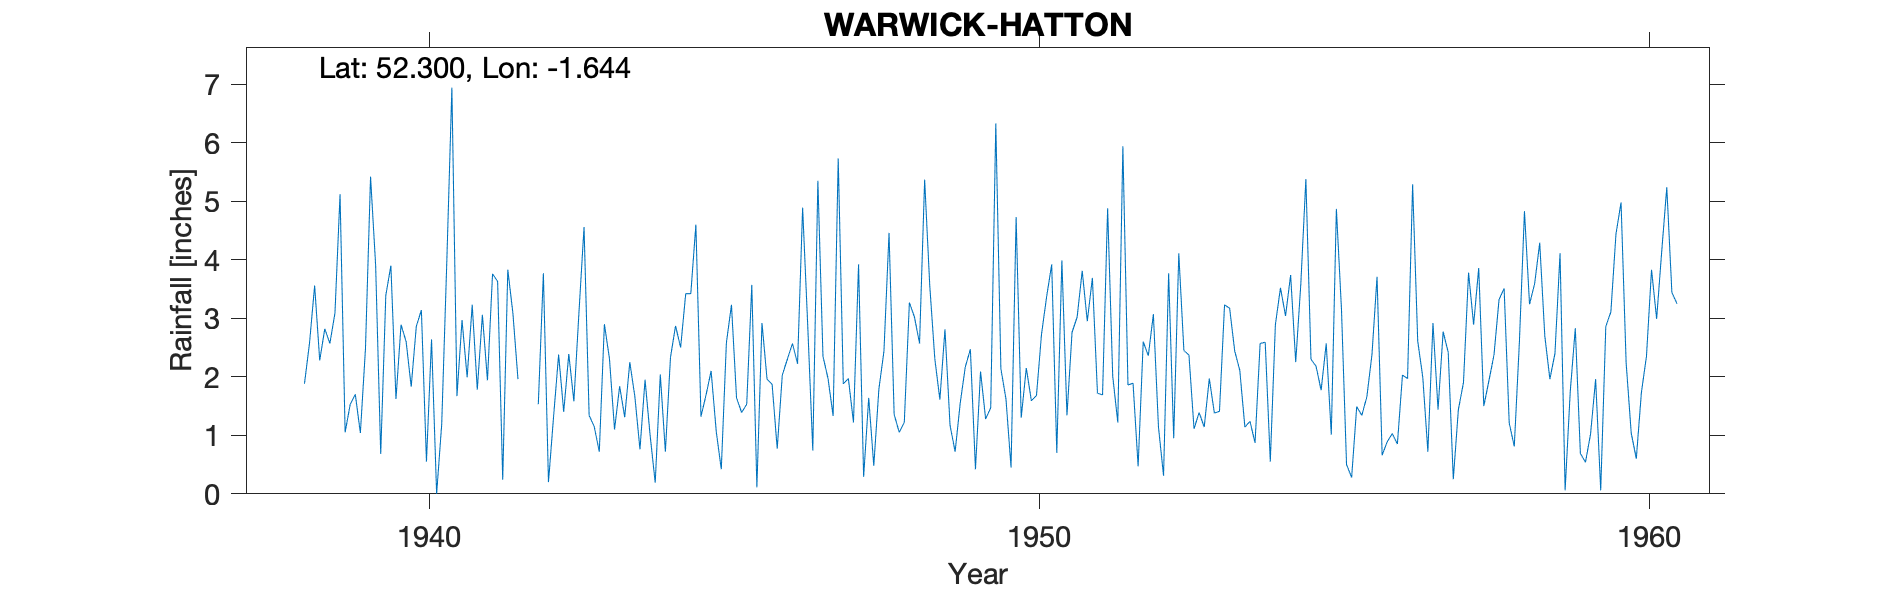 WARWICK-HATTON
Lat: 52.300, Lon: -1.644
7
6
5
4
3
2
1
0
Rainfall [inches]
1940
1950
1960
Year